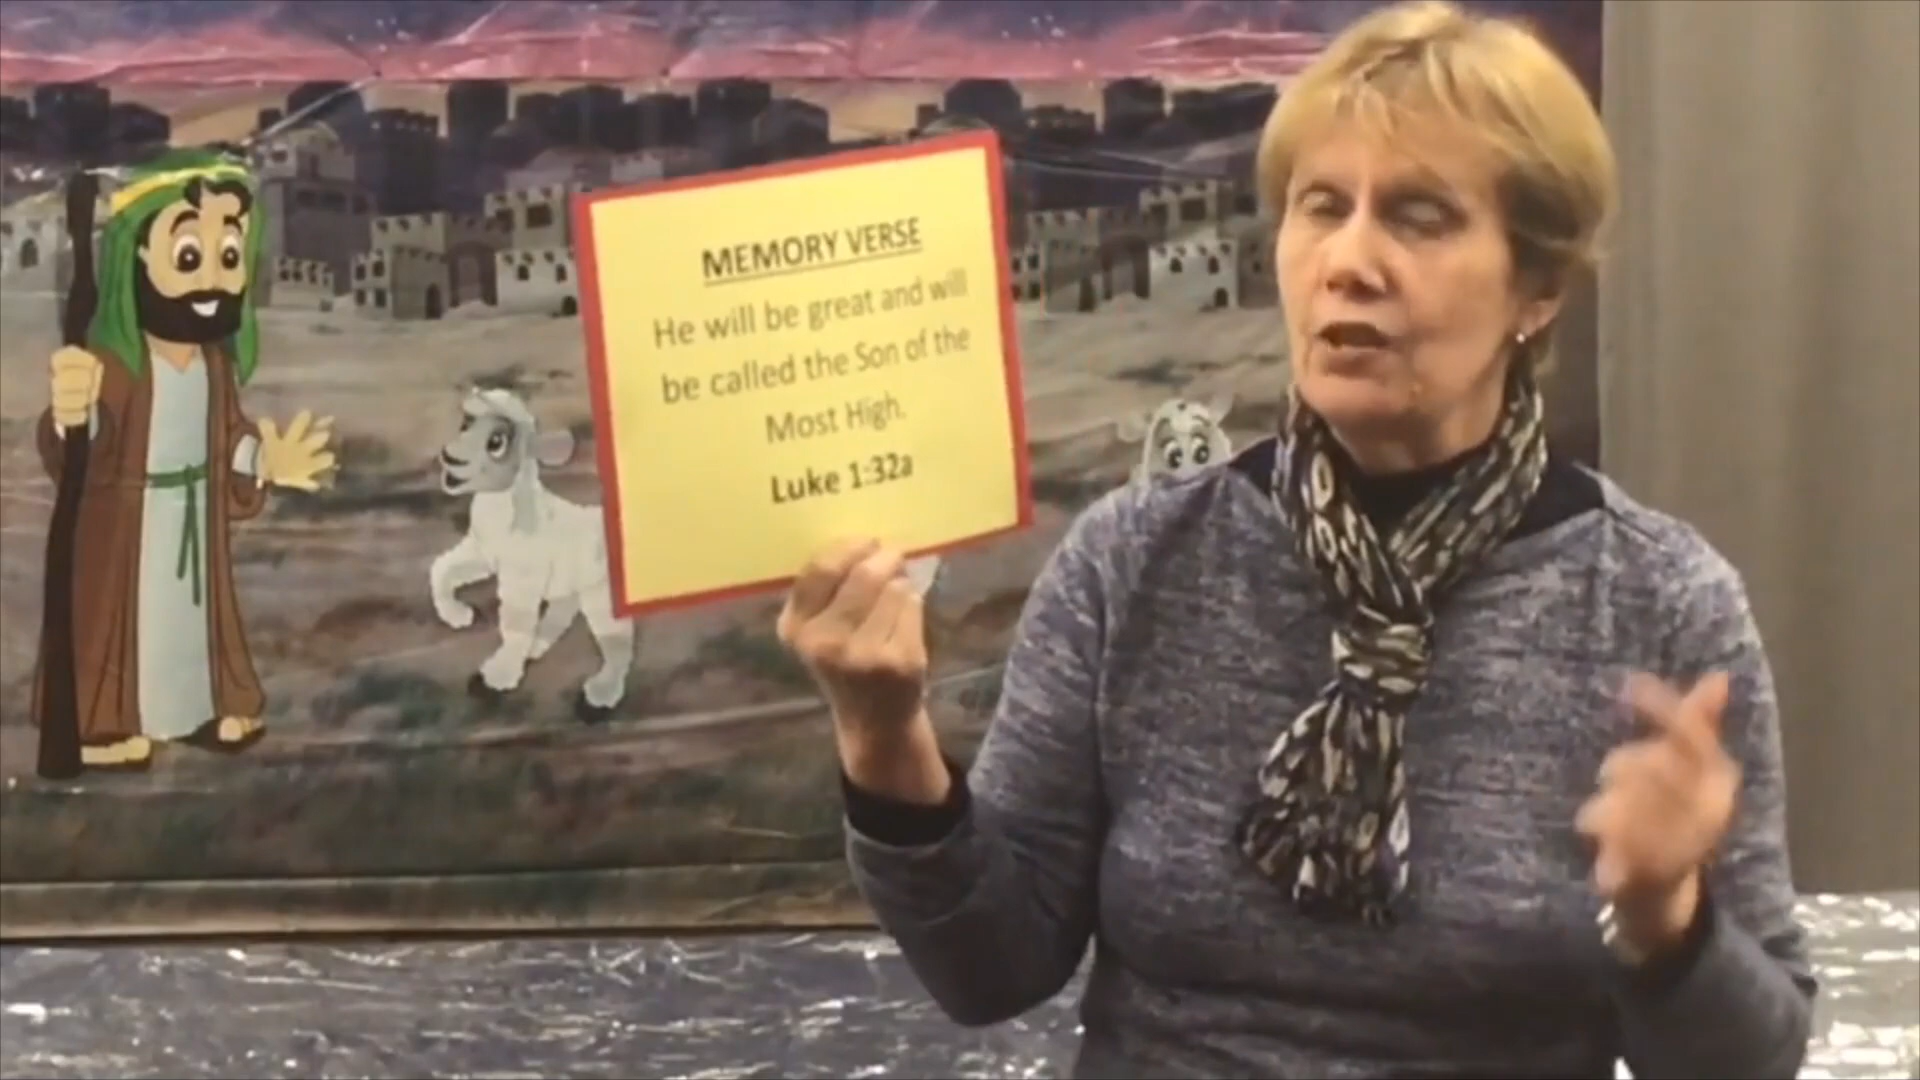 MEMORY VERSE
He will be great and will
be called the Son of the
Most High.
Luke 1:32a